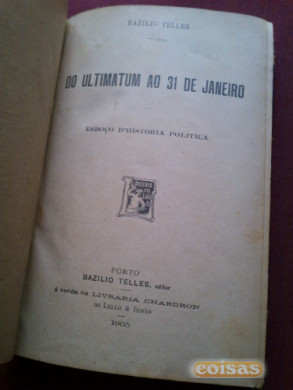 BAZILIO TELLES
DO ULTIMATUM AO 31 DE JANEIRO
ESBOÇO D'HISTORIA POLITICA
PORTO
BAZILIO TELLES, editor
á venda na LIVRARIA CHARDRON
de LELLO & Irmão
1905
coisas